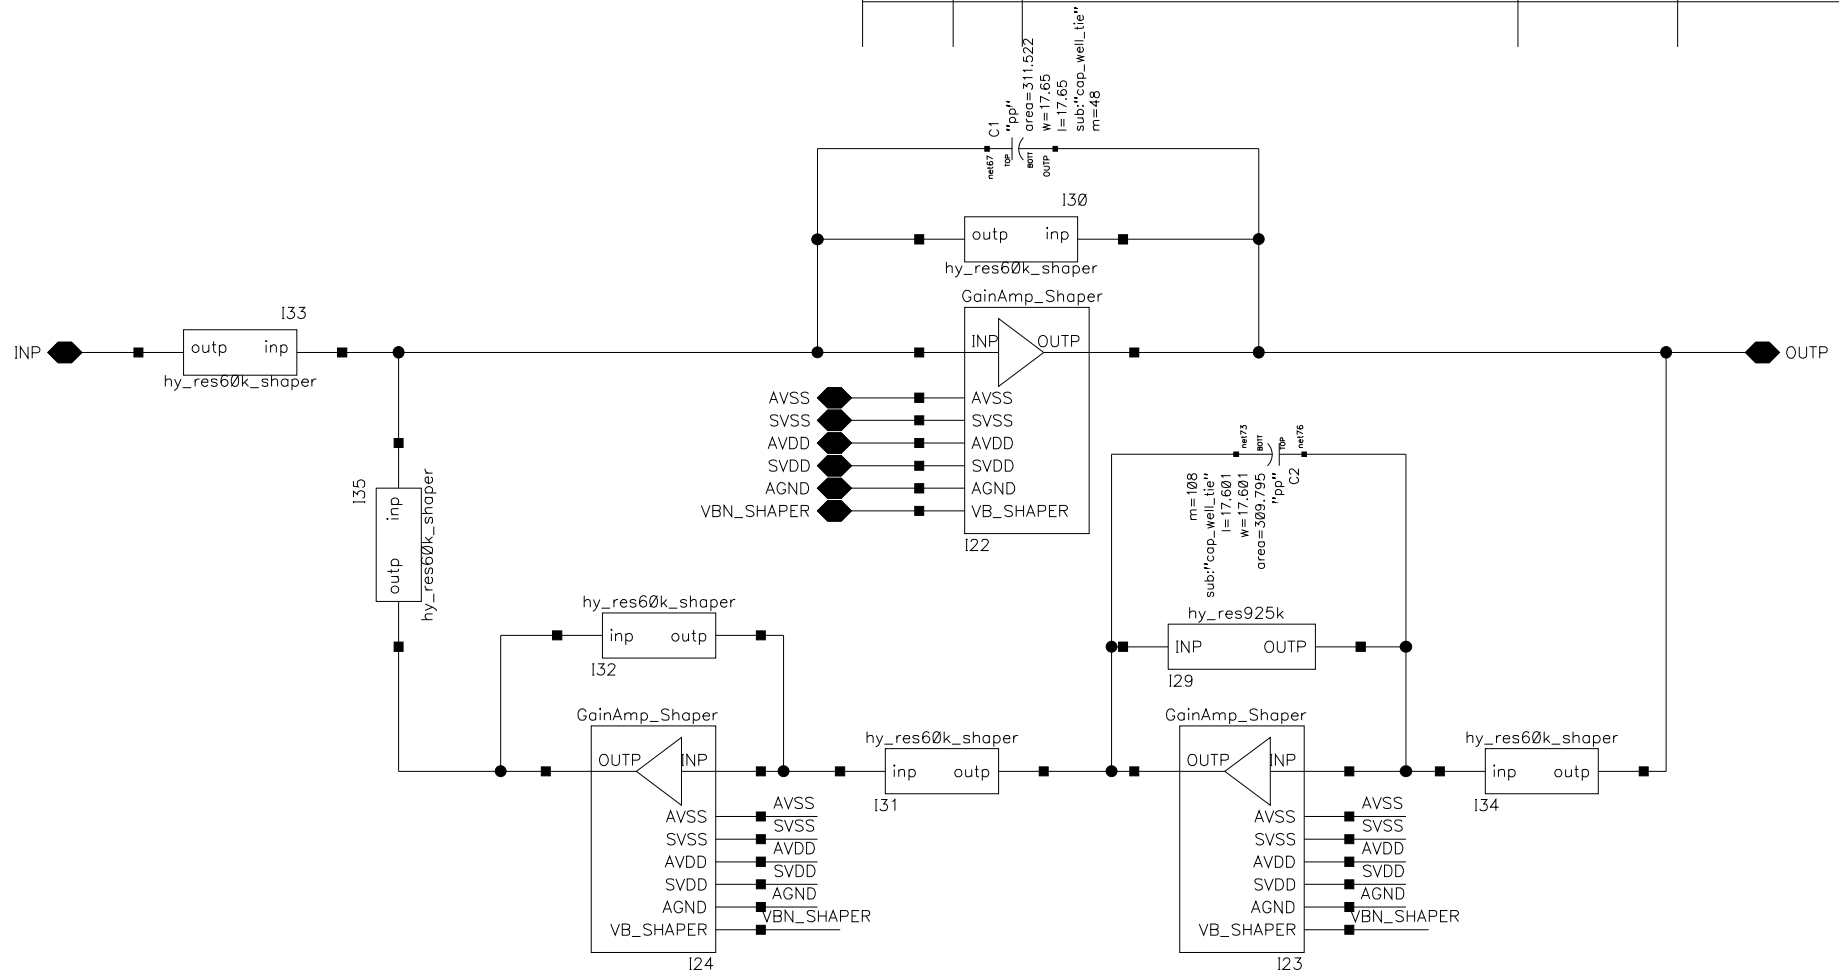 C1
"pp"
area=311.522
w=17.65
l=17.65
sub:"cap_well_tie"
m=48
net67
TOP
BOTT
OUTP
I30
outp inp
hy_res60k_shaper
GainAmp_Shaper
I33
INP
outp inp
hy_res60k_shaper
INP OUTP
OUTP
AVSS AVSS
SVSS SVSS
AVDD AVDD
SVDD SVDD
AGND AGND
VBN_SHAPER VB_SHAPER
I22
net73
BOTT
TOP
net76
m=108
sub:"cap_well_tie"
l=17.601
w=17.601
area=309.795
"pp"
C2
I35
inp
outp
hy_res60k_shaper
hy_res60k_shaper
inp outp
I32
hy_res925k
INP OUTP
I29
GainAmp_Shaper
OUTP INP
AVSS AVSS
SVSS SVSS
AVDD AVDD
SVDD SVDD
AGND AGND
VB_SHAPER VBN_SHAPER
I24
hy_res60k_shaper
inp outp
I31
GainAmp_Shaper
OUTP INP
AVSS AVSS
SVSS SVSS
AVDD AVDD
SVDD SVDD
AGND AGND
VB_SHAPER VBN_SHAPER
I23
hy_res60k_shaper
inp outp
I34